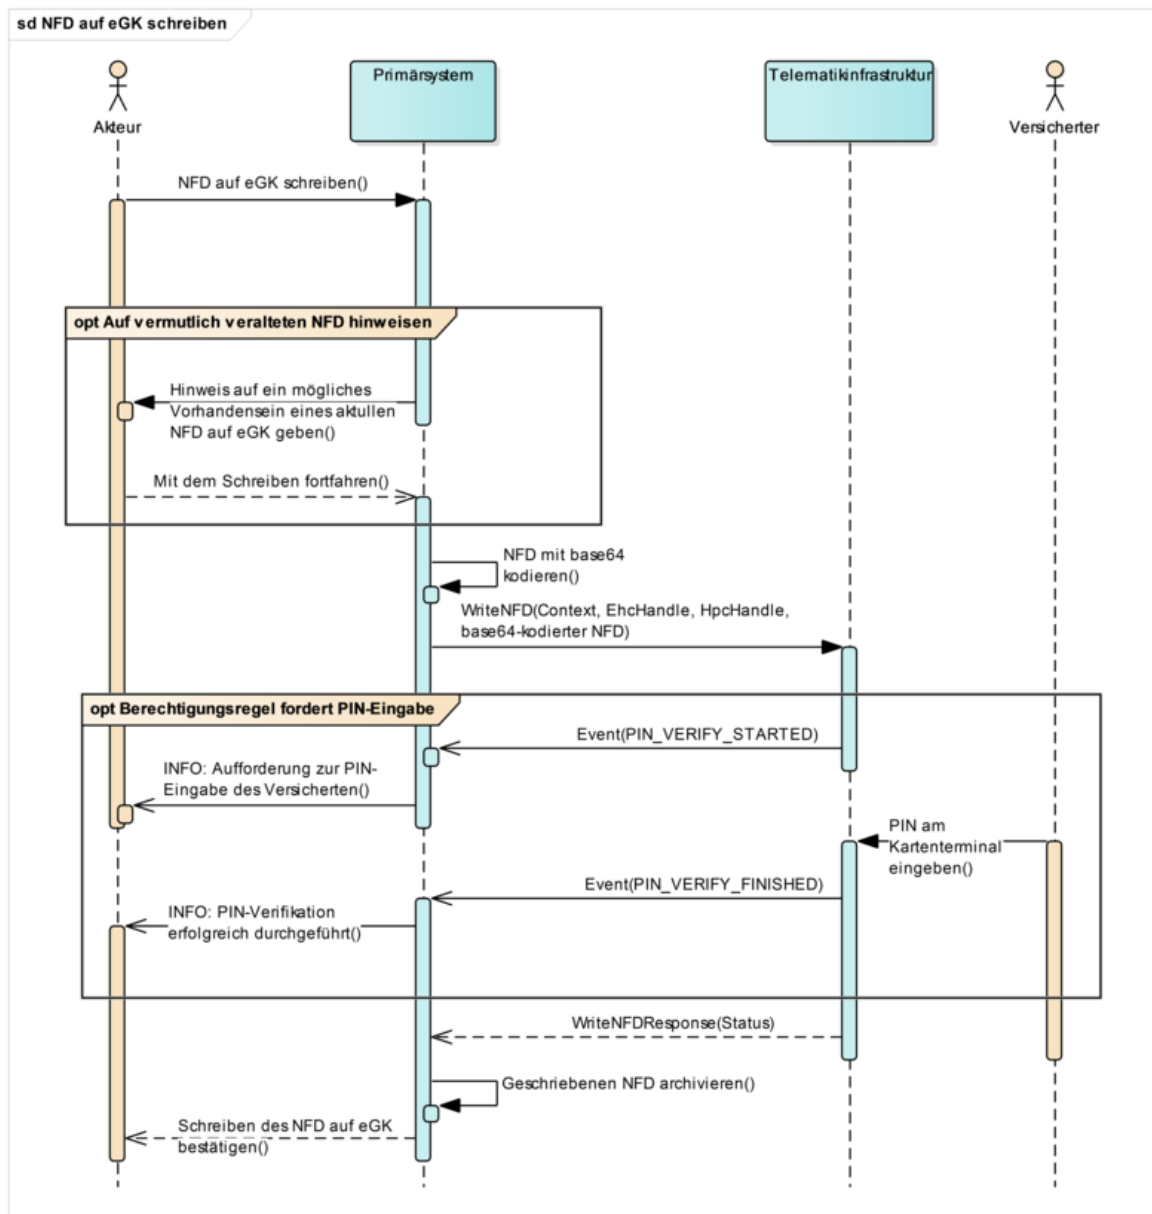 sd NFD auf eGK schreiben
Akteur
Primärsystem
Telematikinfrastruktur
Versicherter
NFD auf eGK schreiben()
opt Auf vermutlich veralteten NFD hinweisen
Hinweis auf ein mögliches
Vorhandensein eines aktullen
NFD auf eGK geben()
Mit dem Schreiben fortfahren()
NFD mit base64
kodieren()
WriteNFD(Context, EhcHandle, HpcHandle,
base64-kodierter NFD)
opt Berechtigungsregel fordert PIN-Eingabe
Event(PIN_VERIFY_STARTED)
INFO: Aufforderung zur PIN-
Eingabe des Versicherten()
PIN am
Kartenterminal
eingeben()
Event(PIN_VERIFY_FINISHED)
INFO: PIN-Verifikation
erfolgreich durchgeführt()
WriteNFDResponse(Status)
Geschriebenen NFD archivieren()
Schreiben des NFD auf eGK
bestätigen()